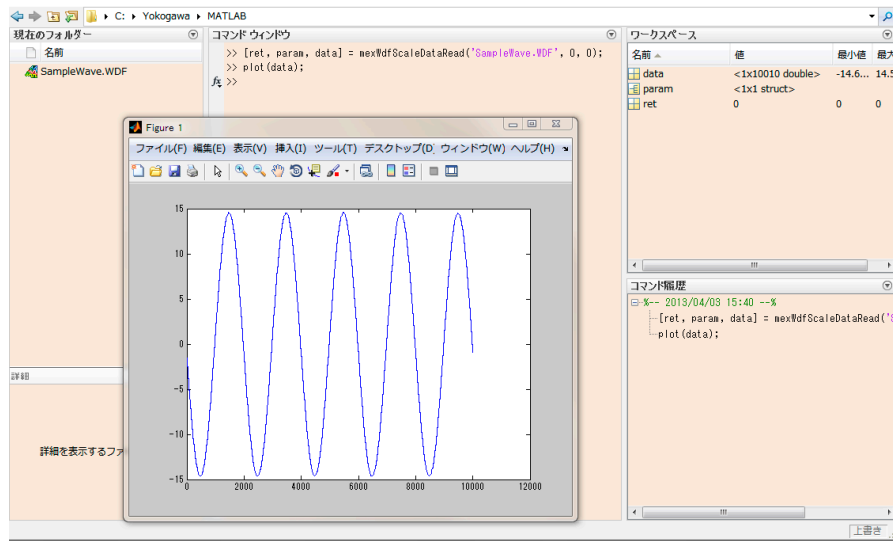 C: ▸ Yokogawa ▸ MATLAB
現在のフォルダー
名前
SampleWave.WDF
詳細
詳細を表示するファ
コマンド ウィンドウ
>> [ret, param, data] = mexWdfScaleDataRead('SampleWave.WDF', 0, 0);
>> plot(data);
fx >>
Figure 1
ファイル(F) 編集(E) 表示(V) 挿入(I) ツール(T) デスクトップ(D) ウィンドウ(W) ヘルプ(H)
15
10
5
0
-5
-10
-15
0 2000 4000 6000 8000 10000 12000
ワークスペース
名前 値 最小値 最大
data <1x10010 double> -14.6... 14.5
param <1x1 struct>
ret 0 0 0
コマンド履歴
%-- 2013/04/03 15:40 --%
[ret, param, data] = mexWdfScaleDataRead('S
plot(data);
上書き